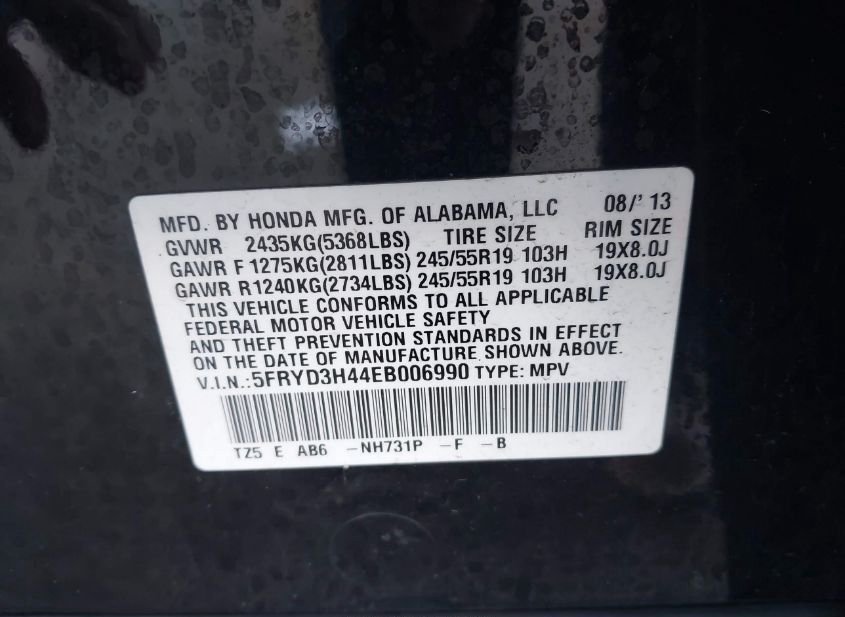 MFD. BY HONDA MFG. OF ALABAMA, LLC 08/'13
GVWR 2435KG(5368LBS) TIRE SIZE RIM SIZE
GAWR F 1275KG(2811LBS) 245/55R19 103H 19X8.0J
GAWR R1240KG(2734LBS) 245/55R19 103H 19X8.0J
THIS VEHICLE CONFORMS TO ALL APPLICABLE
FEDERAL MOTOR VEHICLE SAFETY
AND THEFT PREVENTION STANDARDS IN EFFECT
ON THE DATE OF MANUFACTURE SHOWN ABOVE.
V.I.N.:5FRYD3H44EB006990 TYPE: MPV
TZ5 E AB6 -NH731P -F -B